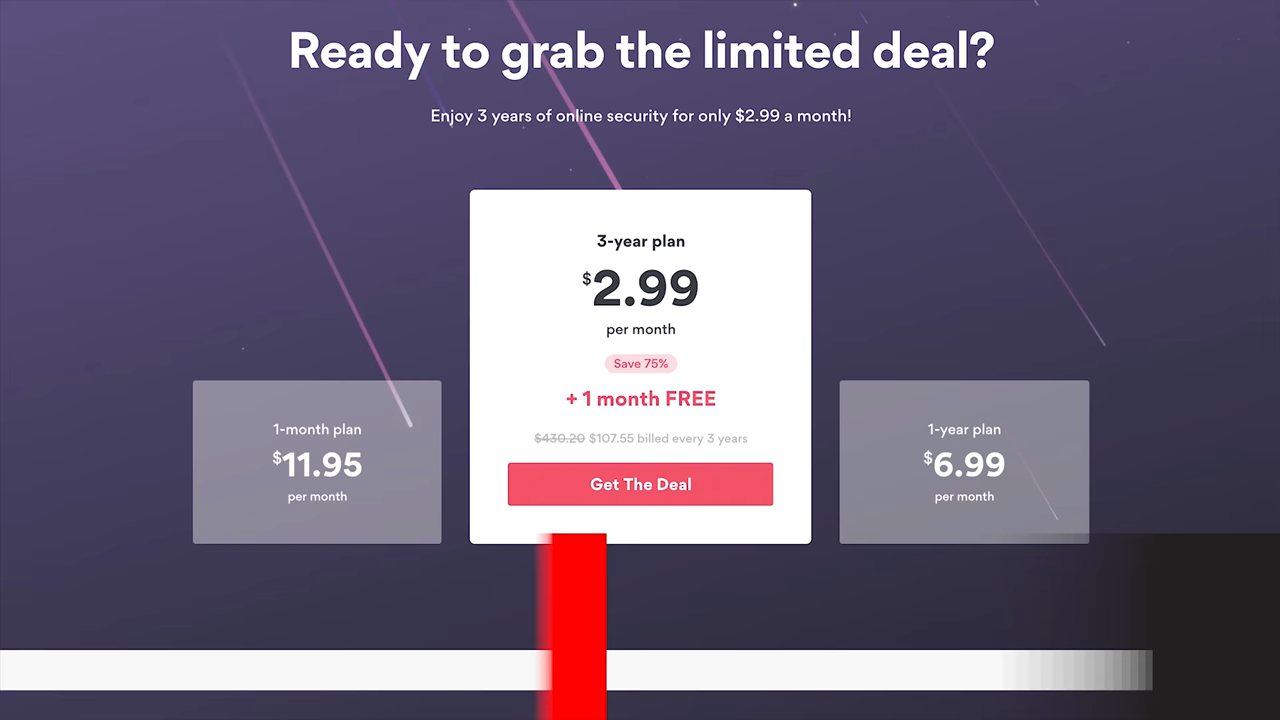 Ready to grab the limited deal?
Enjoy 3 years of online security for only $2.99 a month!
3-year plan
$2.99
per month
Save 75%
+ 1 month FREE
$430.20 $107.55 billed every 3 years
Get The Deal
1-month plan
$11.95
per month
1-year plan
$6.99
per month